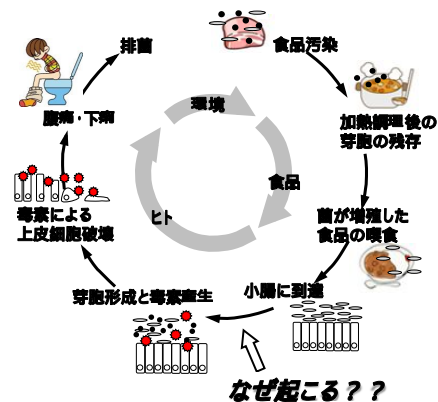 排菌
食品汚染
環境
腹痛・下痢
加熱調理後の
芽胞の残存
食品
毒素による
上皮細胞破壊
ヒト
菌が増殖した
食品の喫食
芽胞形成と毒素産生
小腸に到達
なぜ起こる？？